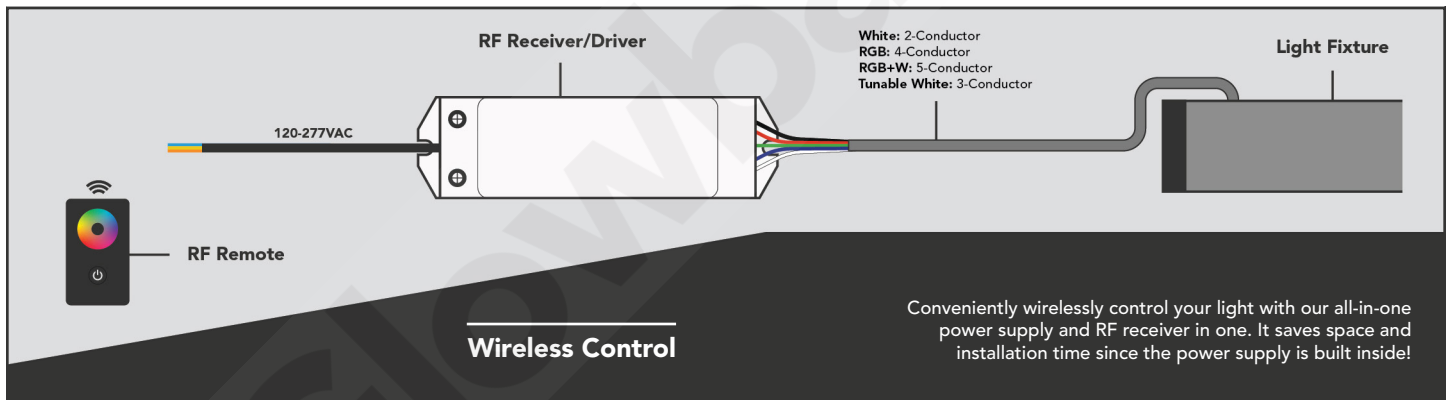 RF Receiver/Driver
White: 2-Conductor
RGB: 4-Conductor
RGB+W: 5-Conductor
Tunable White: 3-Conductor
Light Fixture
120-277VAC
RF Remote
Wireless Control
Conveniently wirelessly control your light with our all-in-one
power supply and RF receiver in one. It saves space and
installation time since the power supply is built inside!